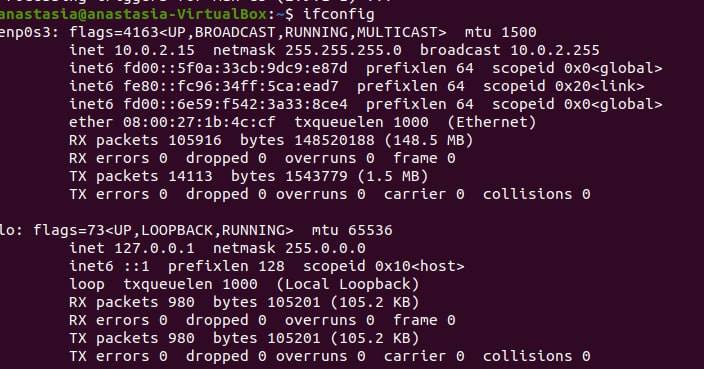 anastasia@anastasia-VirtualBox:~$ ifconfig
enp0s3: flags=4163<UP,BROADCAST,RUNNING,MULTICAST>  mtu 1500
        inet 10.0.2.15  netmask 255.255.255.0  broadcast 10.0.2.255
        inet6 fd00::5f0a:33cb:9dc9:e87d  prefixlen 64  scopeid 0x0<global>
        inet6 fe80::fc96:34ff:5ca:ead7  prefixlen 64  scopeid 0x20<link>
        inet6 fd00::6e59:f542:3a33:8ce4  prefixlen 64  scopeid 0x0<global>
        ether 08:00:27:1b:4c:cf  txqueuelen 1000  (Ethernet)
        RX packets 105916  bytes 148520188 (148.5 MB)
        RX errors 0  dropped 0  overruns 0  frame 0
        TX packets 14113  bytes 1543779 (1.5 MB)
        TX errors 0  dropped 0 overruns 0  carrier 0  collisions 0

lo: flags=73<UP,LOOPBACK,RUNNING>  mtu 65536
        inet 127.0.0.1  netmask 255.0.0.0
        inet6 ::1  prefixlen 128  scopeid 0x10<host>
        loop  txqueuelen 1000  (Local Loopback)
        RX packets 980  bytes 105201 (105.2 KB)
        RX errors 0  dropped 0  overruns 0  frame 0
        TX packets 980  bytes 105201 (105.2 KB)
        TX errors 0  dropped 0 overruns 0  carrier 0  collisions 0